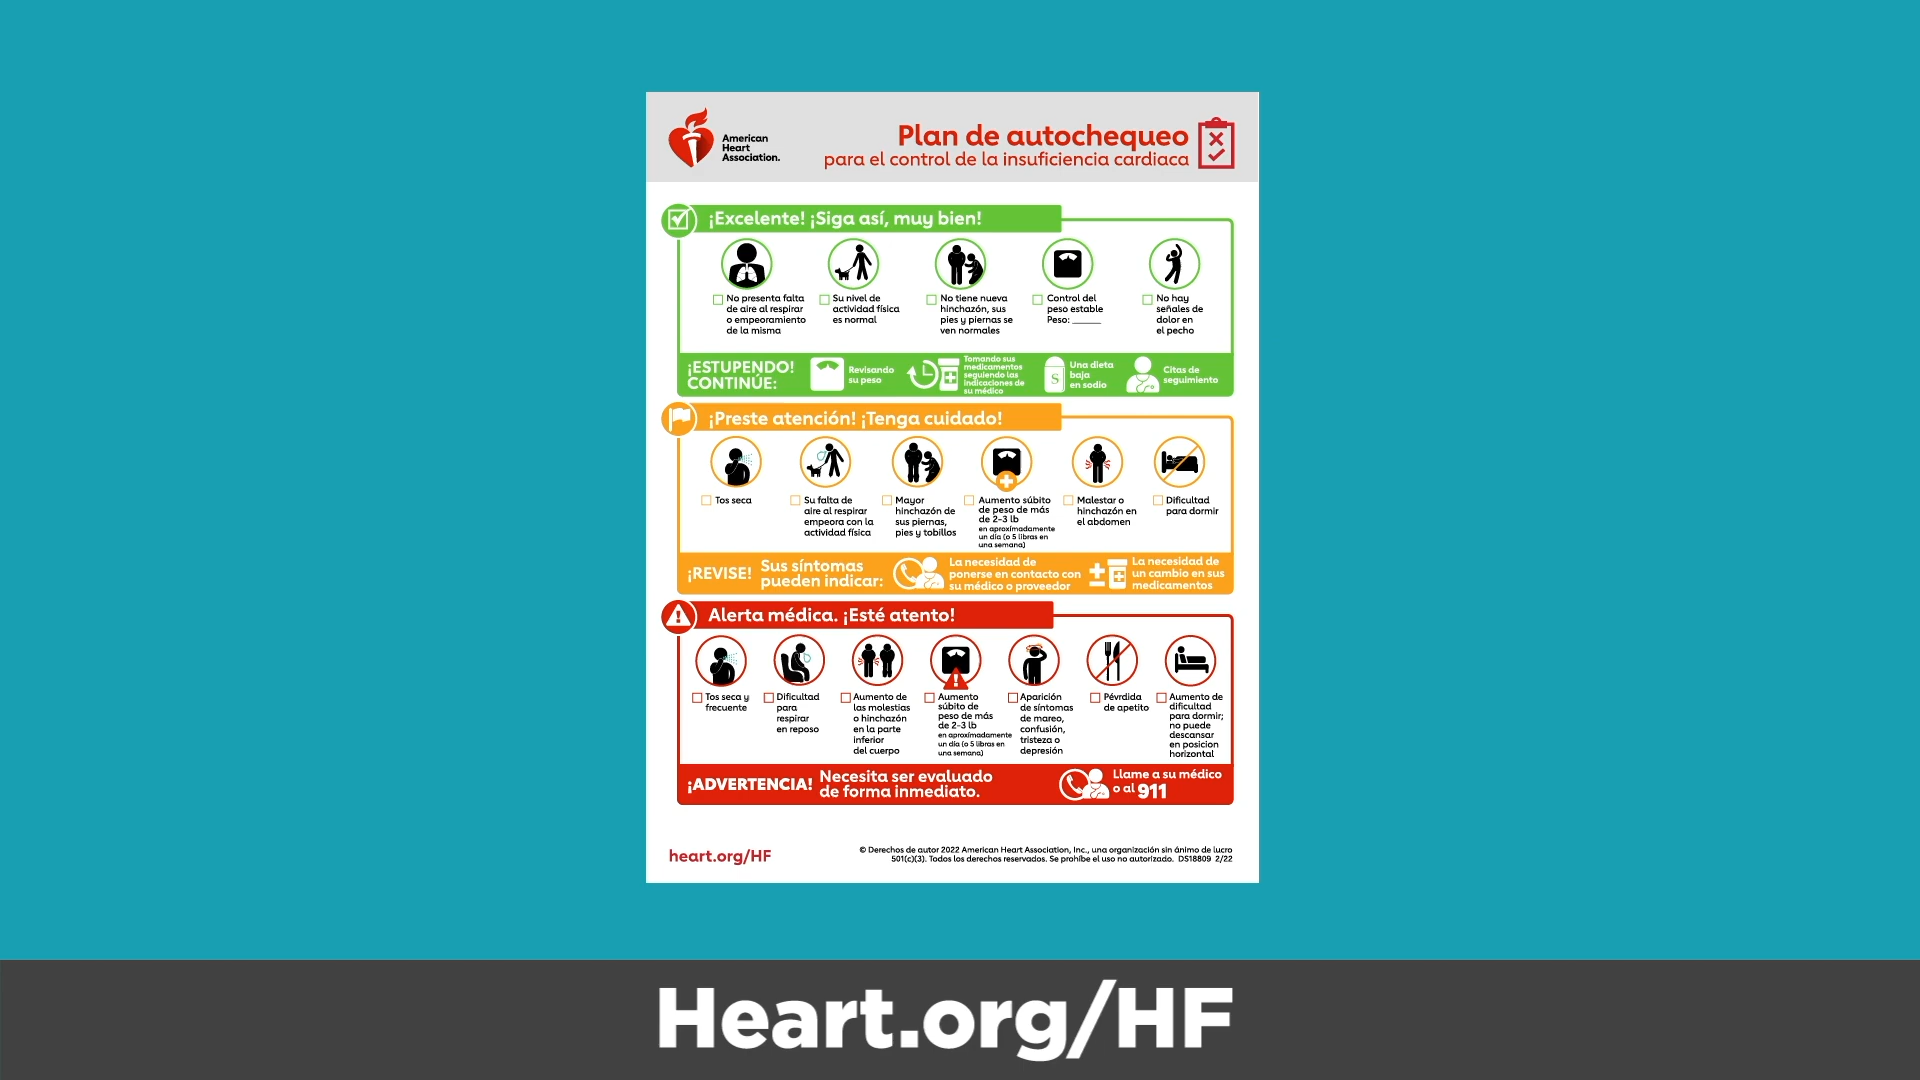 American
Heart
Association.
Plan de autochequeo
para el control de la insuficiencia cardiaca
¡Excelente! ¡Siga así, muy bien!
No presenta falta
de aire al respirar
o empeoramiento
de la misma
Su nivel de
actividad física
es normal
No tiene nueva
hinchazón, sus
pies y piernas se
ven normales
Control del
peso estable
Peso: ______
No hay
señales de
dolor en
el pecho
¡ESTUPENDO!
CONTINÚE:
Revisando
su peso
Tomando sus
medicamentos
seguiendo las
indicaciones de
su médico
S
Una dieta
baja
en sodio
Citas de
seguimiento
¡Preste atención! ¡Tenga cuidado!
Tos seca
Su falta de
aire al respirar
empeora con la
actividad física
Mayor
hinchazón de
sus piernas,
pies y tobillos
Aumento súbito
de peso de más
de 2-3 lb
en aproximadamente
un día (o 5 libras en
una semana)
Malestar o
hinchazón en
el abdomen
Dificultad
para dormir
¡REVISE!
Sus síntomas
pueden indicar:
La necesidad de
ponerse en contacto con
su médico o proveedor
La necesidad de
un cambio en sus
medicamentos
Alerta médica. ¡Esté atento!
Tos seca y
frecuente
Dificultad
para
respirar
en reposo
Aumento de
las molestias
o hinchazón
en la parte
inferior
del cuerpo
Aumento
súbito de
peso de más
de 2-3 lb
en aproximadamente
un día (o 5 libras en
una semana)
Aparición
de síntomas
de mareo,
confusión,
tristeza o
depresión
Pévrdida
de apetito
Aumento de
dificultad
para dormir;
no puede
descansar
en posicion
horizontal
¡ADVERTENCIA!
Necesita ser evaluado
de forma inmediato.
Llame a su médico
o al 911
heart.org/HF
© Derechos de autor 2022 American Heart Association, Inc., una organización sin ánimo de lucro
501(c)(3). Todos los derechos reservados. Se prohíbe el uso no autorizado. DS18809 2/22
Heart.org/HF